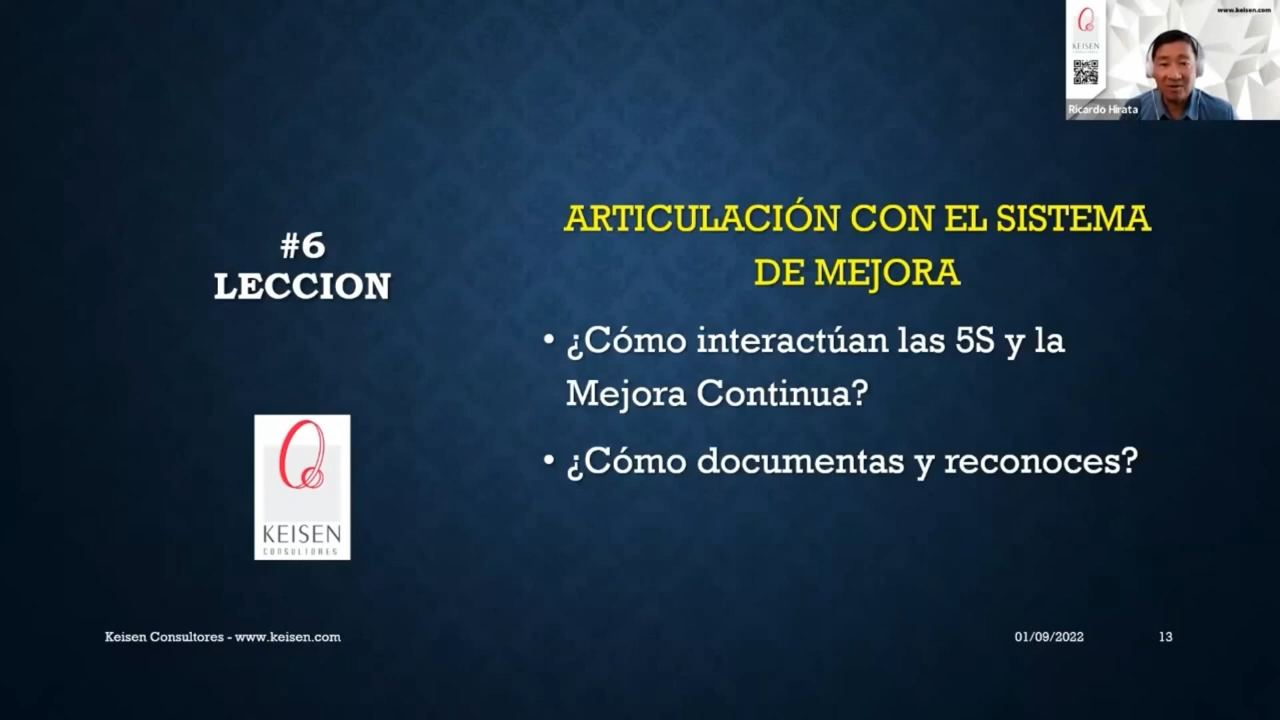 www.keisen.com
KEISEN
Ricardo Hirata
#6
LECCION
ARTICULACIÓN CON EL SISTEMA
DE MEJORA
• ¿Cómo interactúan las 5S y la
Mejora Continua?
• ¿Cómo documentas y reconoces?
KEISEN
CONSULTORES
Keisen Consultores - www.keisen.com
01/09/2022
13